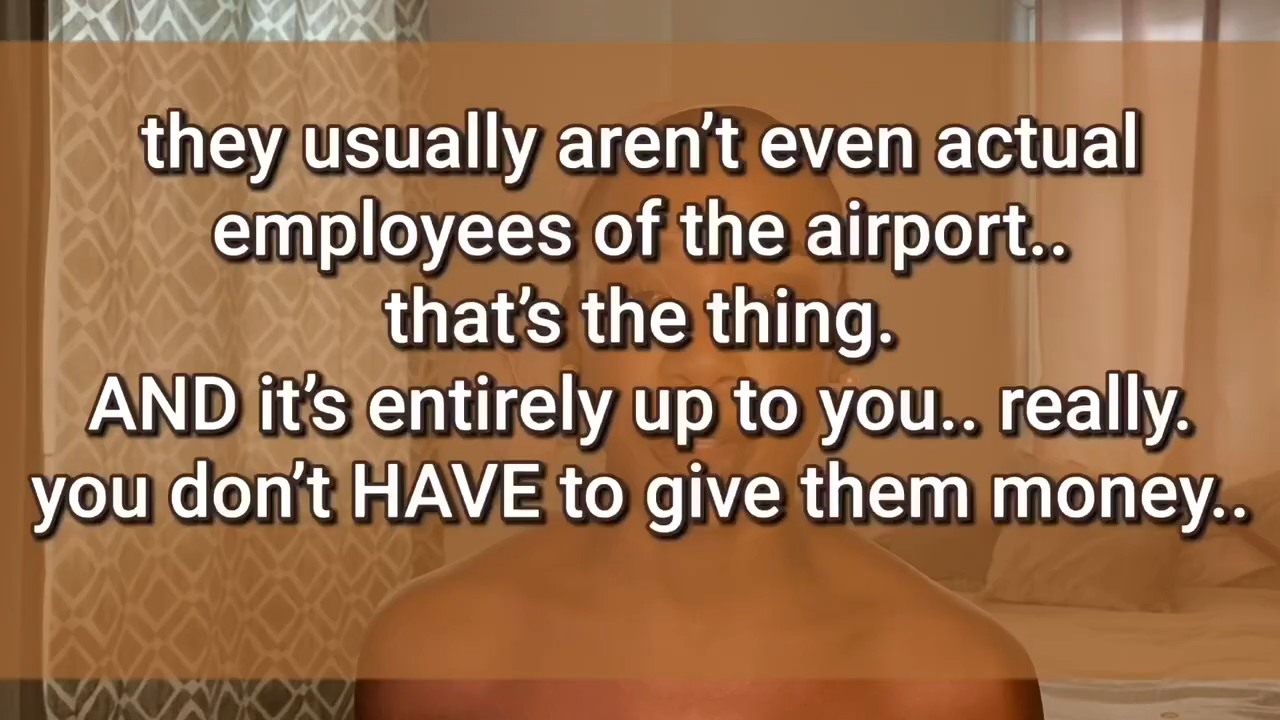 they usually aren’t even actual
employees of the airport..
that’s the thing.
AND it’s entirely up to you.. really.
you don’t HAVE to give them money..